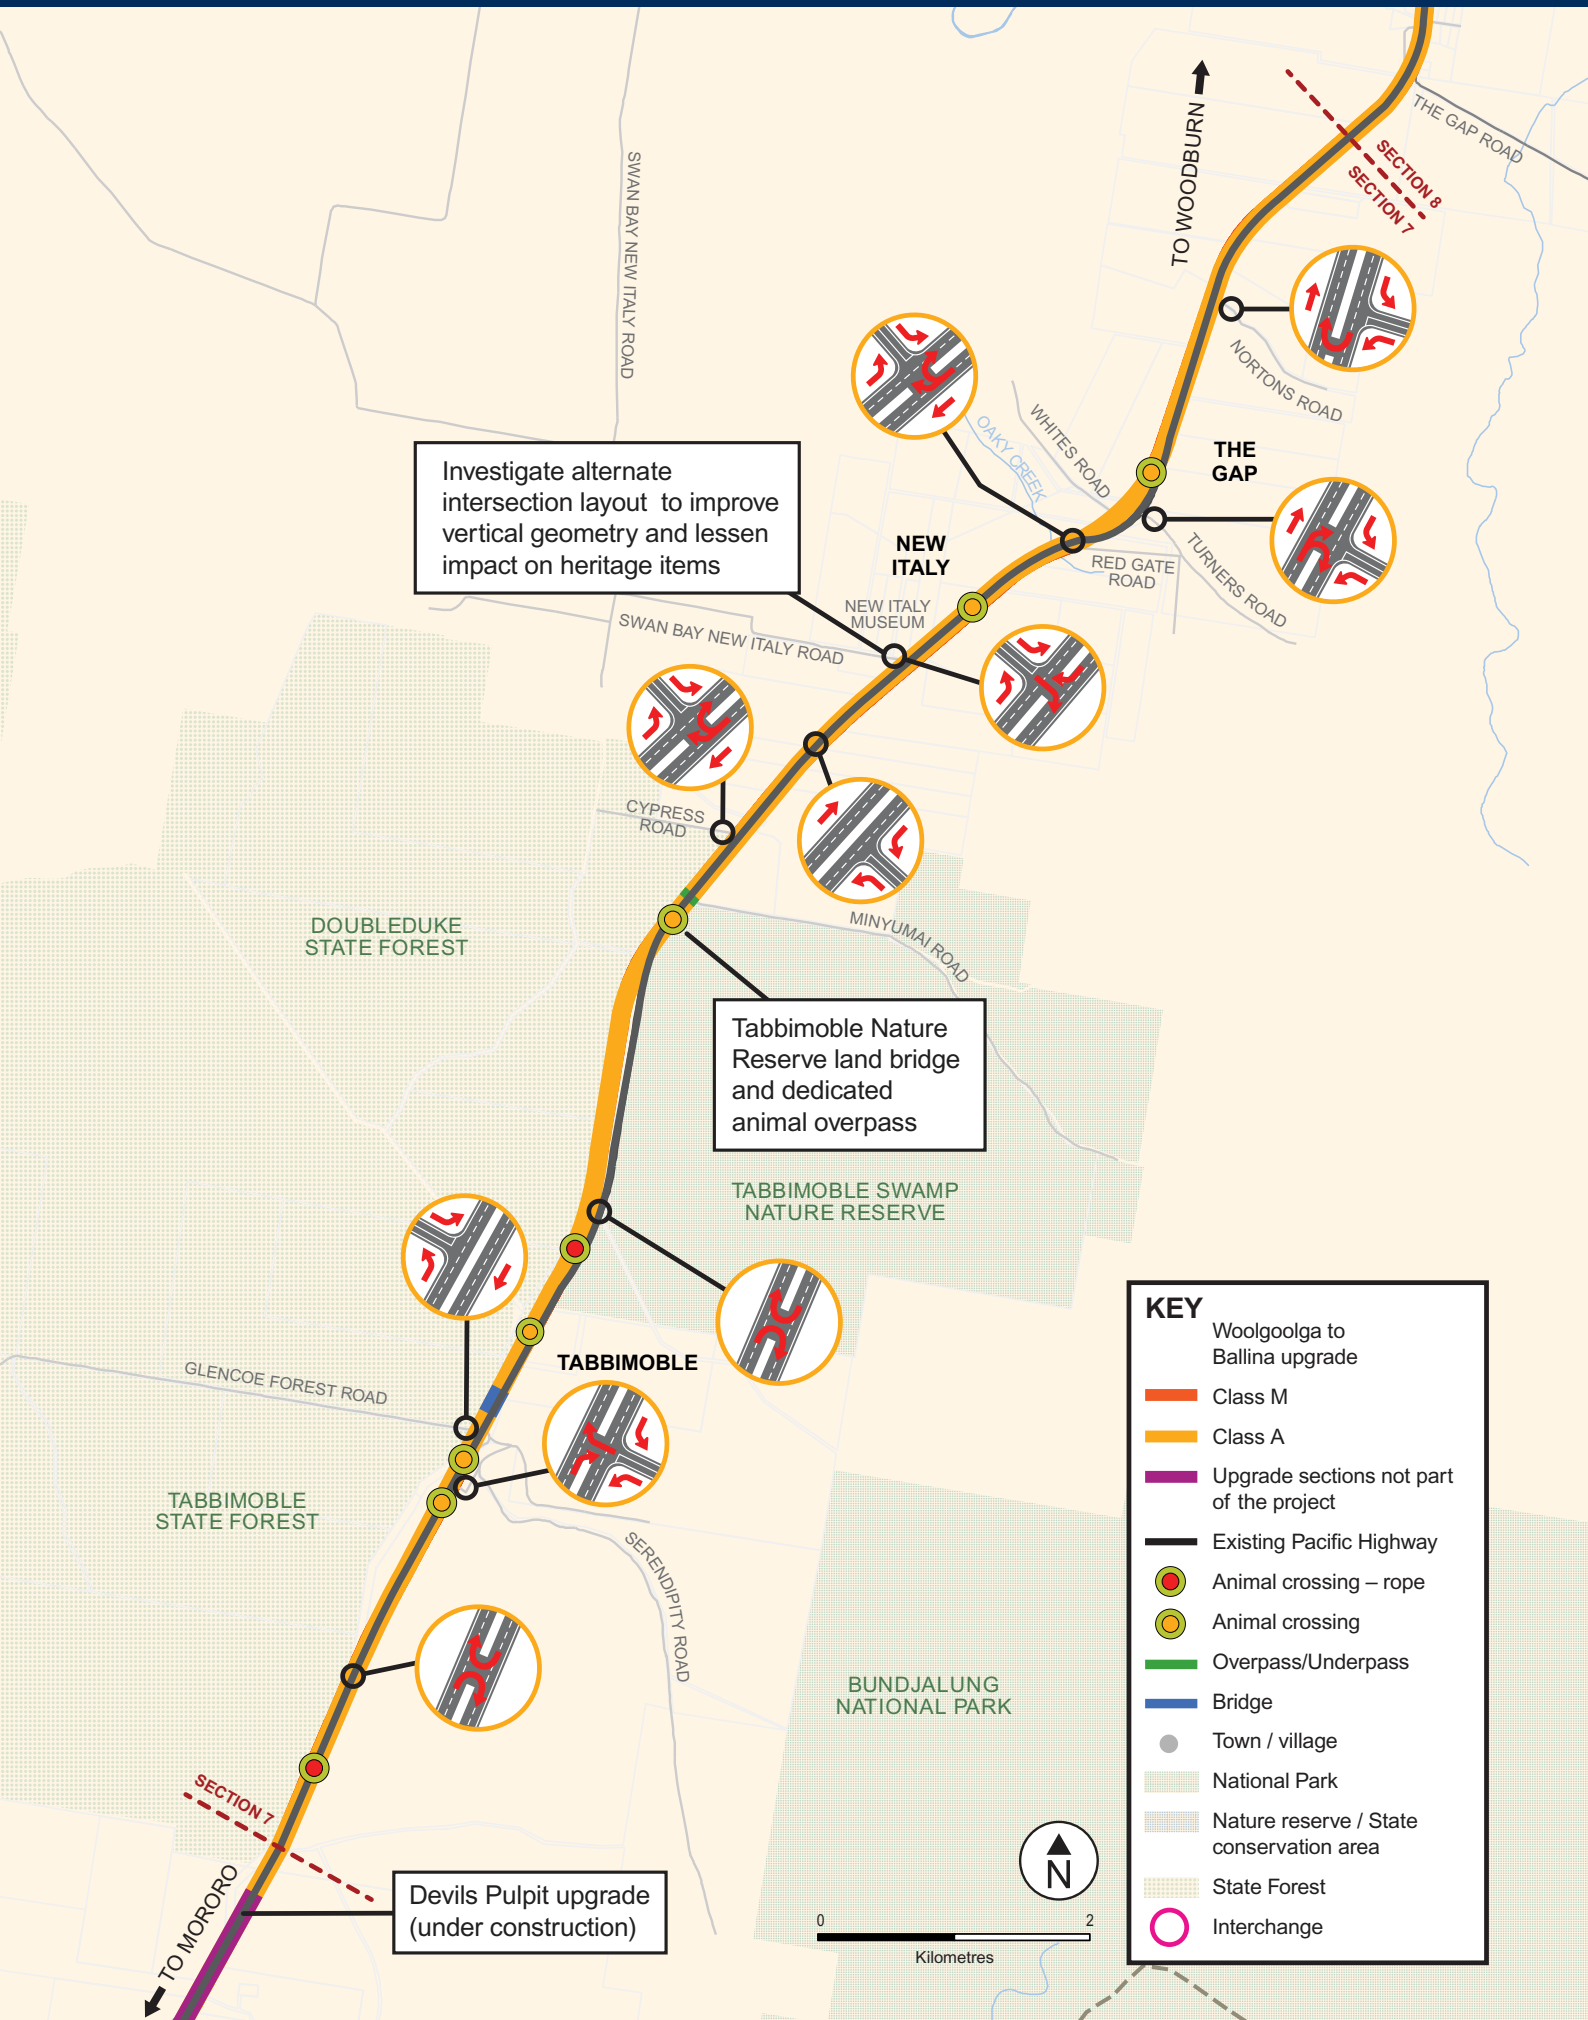 THE GAP ROAD
SECTION 8
SECTION 7
TO WOODBURN
SWAN BAY NEW ITALY ROAD
NORTONS ROAD
WHITES ROAD
OAKY CREEK
THE
GAP
Investigate alternate
intersection layout to improve
vertical geometry and lessen
impact on heritage items
NEW
ITALY
RED GATE
ROAD
TURNERS ROAD
NEW ITALY
MUSEUM
SWAN BAY NEW ITALY ROAD
CYPRESS
ROAD
MINYUMAI ROAD
DOUBLEDUKE
STATE FOREST
Tabbimoble Nature
Reserve land bridge
and dedicated
animal overpass
TABBIMOBLE SWAMP
NATURE RESERVE
TABBIMOBLE
GLENCOE FOREST ROAD
TABBIMOBLE
STATE FOREST
SERENDIPITY ROAD
BUNDJALUNG
NATIONAL PARK
SECTION 7
TO MORORO
Devils Pulpit upgrade
(under construction)
N
0 2
Kilometres
KEY
Woolgoolga to
Ballina upgrade
Class M
Class A
Upgrade sections not part
of the project
Existing Pacific Highway
Animal crossing – rope
Animal crossing
Overpass/Underpass
Bridge
Town / village
National Park
Nature reserve / State
conservation area
State Forest
Interchange